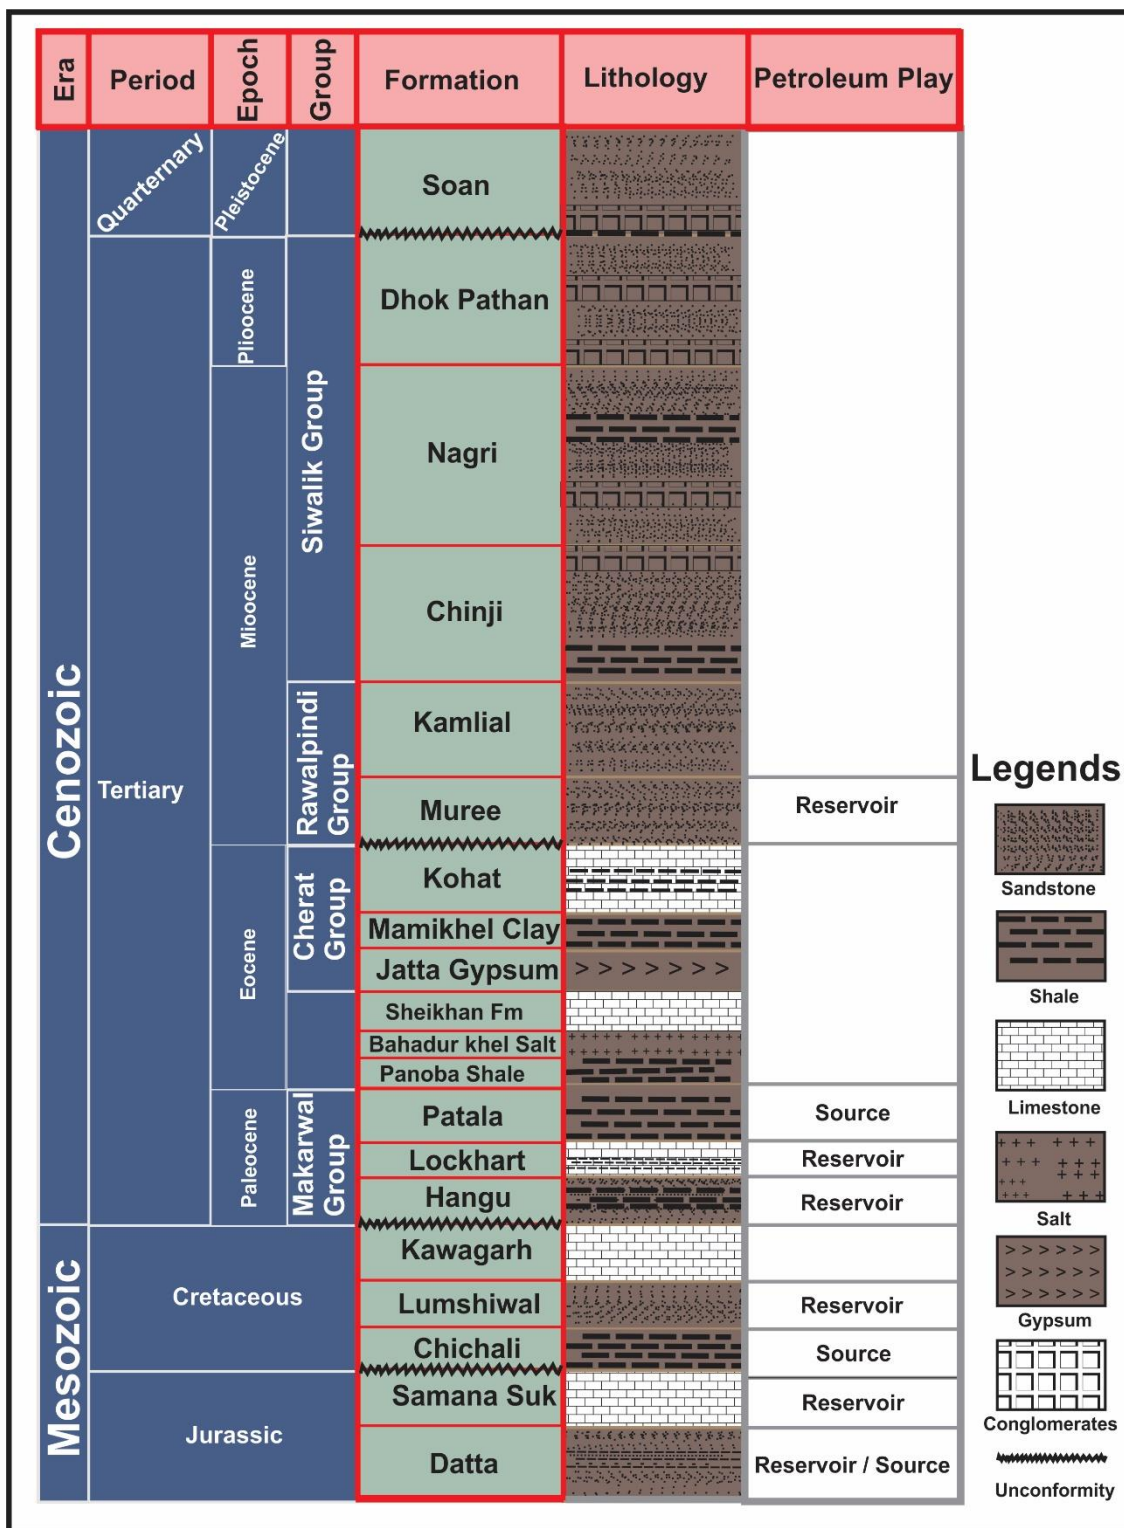 Era
Period
Epoch
Group
Formation
Lithology
Petroleum Play
Cenozoic
Quarternary
Pleistocene
Soan
Tertiary
Plioocene
Siwalik Group
Dhok Pathan
Mioocene
Nagri
Chinji
Rawalpindi
Group
Kamlial
Muree
Reservoir
Eocene
Cherat
Group
Kohat
Mamikhel Clay
Jatta Gypsum
Sheikhan Fm
Bahadur khel Salt
Panoba Shale
Paleocene
Makarwal
Group
Patala
Source
Lockhart
Reservoir
Hangu
Reservoir
Mesozoic
Cretaceous
Kawagarh
Lumshiwal
Reservoir
Chichali
Source
Jurassic
Samana Suk
Reservoir
Datta
Reservoir / Source
Legends
Sandstone
Shale
Limestone
Salt
Gypsum
Conglomerates
Unconformity